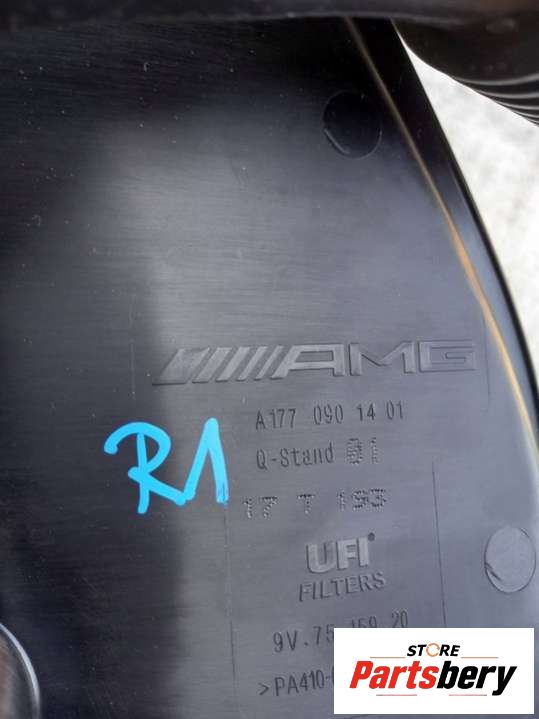 AMG
A177 090 14 01
Q-Stand 01
R1
17 T 193
UFI
FILTERS
9V.75 159 20
>PA410-
STORE
Partsbery